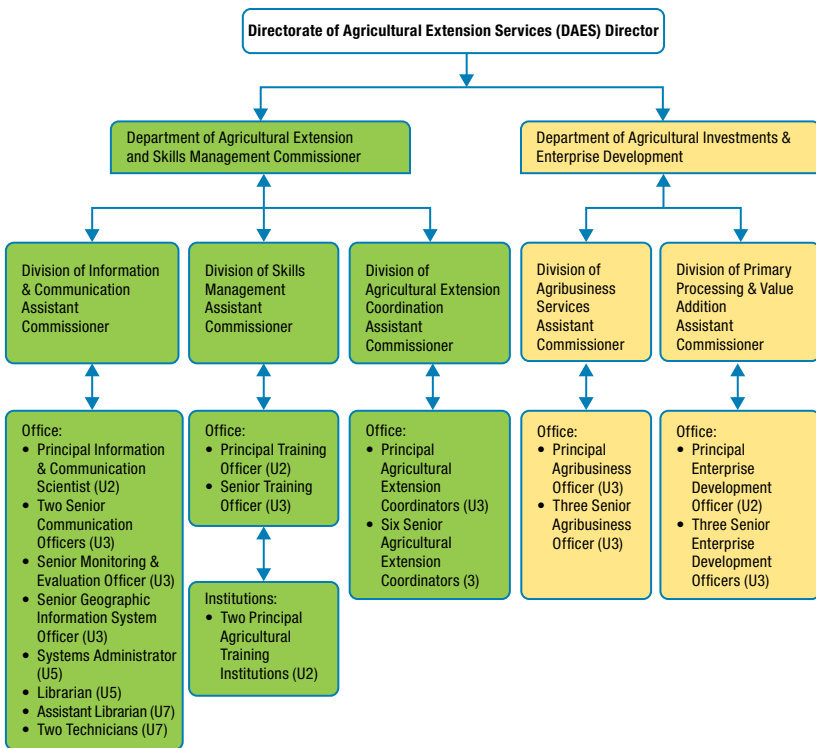 Directorate of Agricultural Extension Services (DAES) Director
Department of Agricultural Extension
and Skills Management Commissioner
Department of Agricultural Investments &
Enterprise Development
Division of Information
& Communication
Assistant
Commissioner
Division of Skills
Management
Assistant
Commissioner
Division of
Agricultural Extension
Coordination
Assistant
Commissioner
Division of
Agribusiness
Services
Assistant
Commissioner
Division of Primary
Processing & Value
Addition
Assistant
Commissioner
Office:
• Principal Information
& Communication
Scientist (U2)
• Two Senior
Communication
Officers (U3)
• Senior Monitoring &
Evaluation Officer (U3)
• Senior Geographic
Information System
Officer (U3)
• Systems Administrator
(U5)
• Librarian (U5)
• Assistant Librarian (U7)
• Two Technicians (U7)
Office:
• Principal Training
Officer (U2)
• Senior Training
Officer (U3)
Institutions:
• Two Principal
Agricultural
Training
Institutions (U2)
Office:
• Principal
Agricultural
Extension
Coordinators (U3)
• Six Senior
Agricultural
Extension
Coordinators (3)
Office:
• Principal
Agribusiness
Officer (U3)
• Three Senior
Agribusiness
Officer (U3)
Office:
• Principal
Enterprise
Development
Officer (U2)
• Three Senior
Enterprise
Development
Officers (U3)